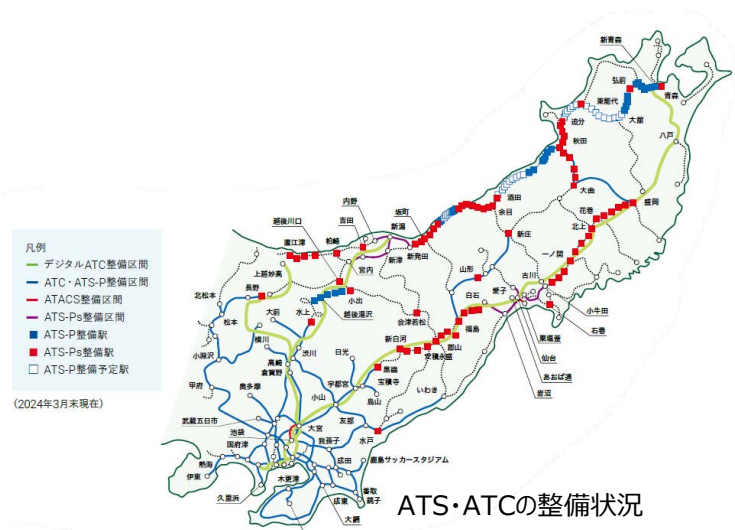 新青森
弘前
青森
東能代
大館
八戸
追分
秋田
大曲
盛岡
花巻
北上
一ノ関
酒田
余目
新庄
古川
小牛田
石巻
内野
吉田
新潟
坂町
越後川口
直江津
柏崎
宮内
新津
新発田
山形
白石
愛子
東塩釜
仙台
あおば通
岩沼
上越妙高
長野
北松本
大前
水上
小出
越後湯沢
会津若松
福島
新白河
郡山
安積永盛
松本
横川
渋川
日光
黒磯
宝積寺
小淵沢
高崎
倉賀野
宇都宮
烏山
いわき
甲府
奥多摩
小山
友部
水戸
武蔵五日市
大宮
池袋
国府津
我孫子
成田
鹿島サッカースタジアム
熱海
伊東
久里浜
木更津
香取
銚子
成東
大網
凡例
デジタルATC整備区間
ATC・ATS-P整備区間
ATACS整備区間
ATS-Ps整備区間
ATS-P整備駅
ATS-Ps整備駅
ATS-P整備予定駅
(2024年3月末現在)
ATS・ATCの整備状況